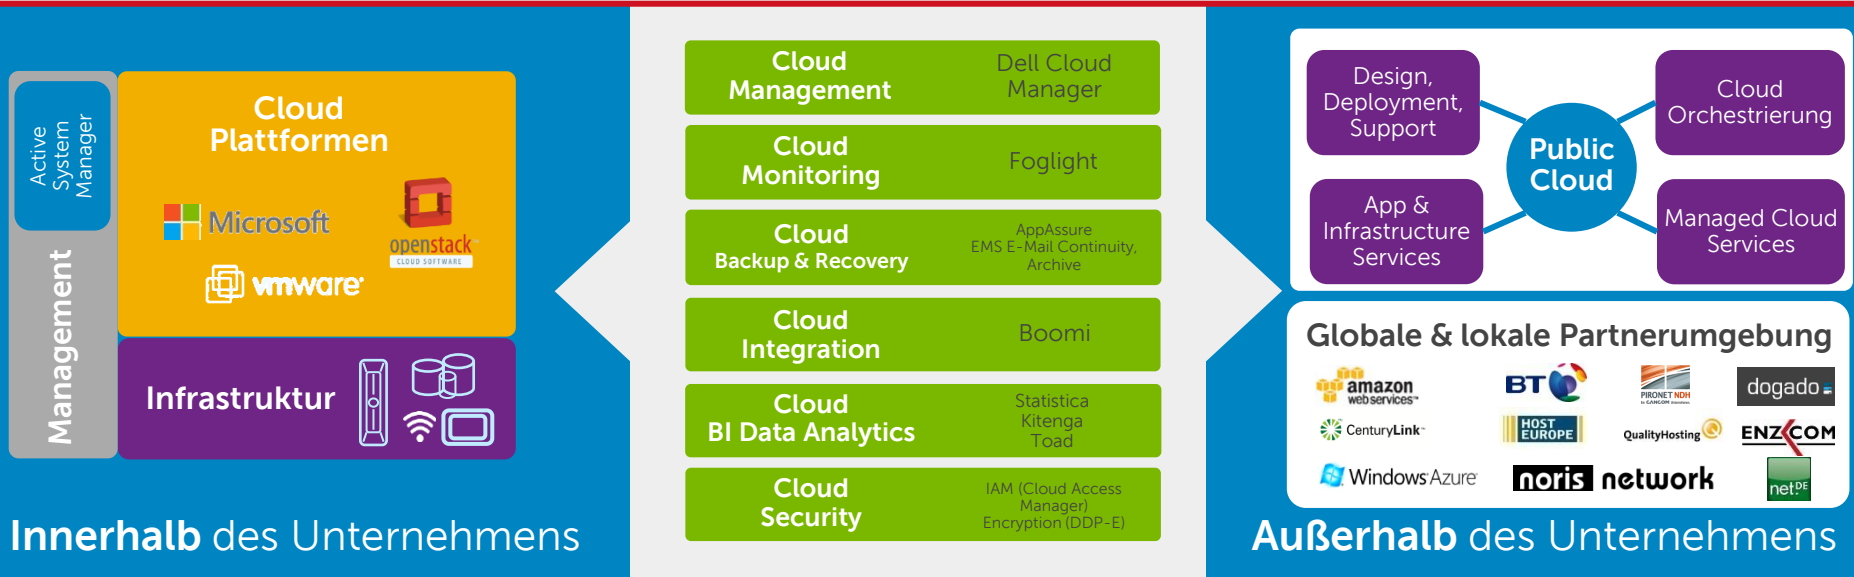 Active
System
Manager
Management
Cloud
Plattformen
Microsoft
openstack
CLOUD SOFTWARE
vmware
Infrastruktur
Innerhalb des Unternehmens
Cloud
Management
Dell Cloud
Manager
Cloud
Monitoring
Foglight
Cloud
Backup & Recovery
AppAssure
EMS E-Mail Continuity,
Archive
Cloud
Integration
Boomi
Cloud
BI Data Analytics
Statistica
Kitenga
Toad
Cloud
Security
IAM (Cloud Access
Manager)
Encryption (DDP-E)
Design,
Deployment,
Support
Cloud
Orchestrierung
Public
Cloud
App &
Infrastructure
Services
Managed Cloud
Services
Globale & lokale Partnerumgebung
amazon
webservices™
BT
PIRONET NDH
dogado
CenturyLink
HOST
EUROPE
QualityHosting
ENZKCOM
Windows Azure
noris network
net.DE
Außerhalb des Unternehmens